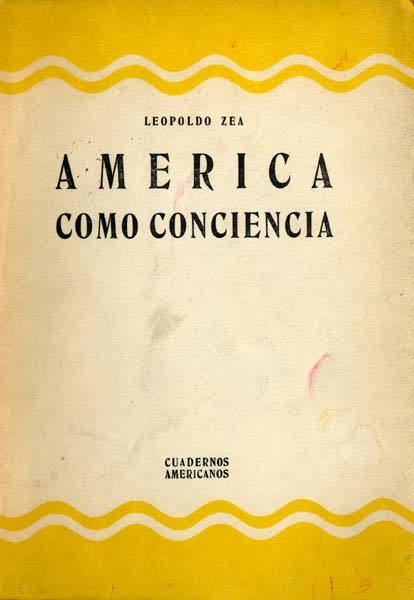 LEOPOLDO ZEA
AMERICA
COMO CONCIENCIA
CUADERNOS
AMERICANOS